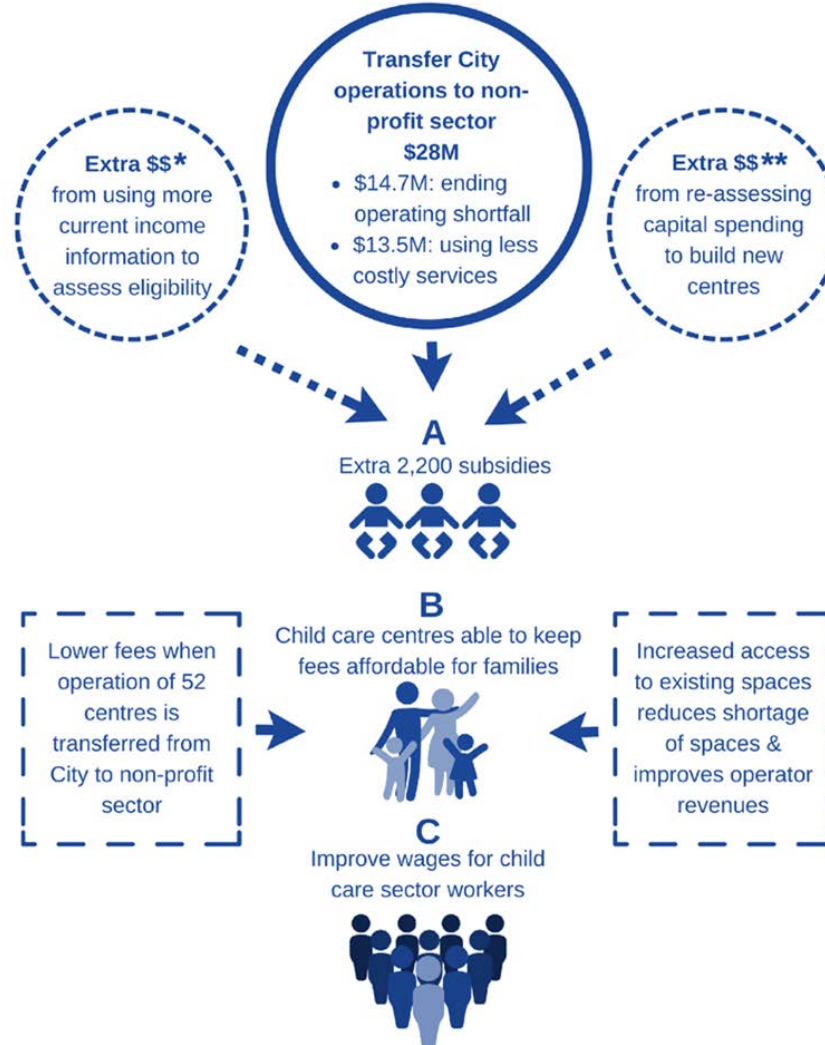 Transfer City
operations to non-
profit sector
$28M
• $14.7M: ending
operating shortfall
• $13.5M: using less
costly services
Extra $$*
from using more
current income
information to
assess eligibility
Extra $$**
from re-assessing
capital spending
to build new
centres
A
Extra 2,200 subsidies
B
Child care centres able to keep
fees affordable for families
Lower fees when
operation of 52
centres is
transferred from
City to non-profit
sector
Increased access
to existing spaces
reduces shortage
of spaces &
improves operator
revenues
C
Improve wages for child
care sector workers